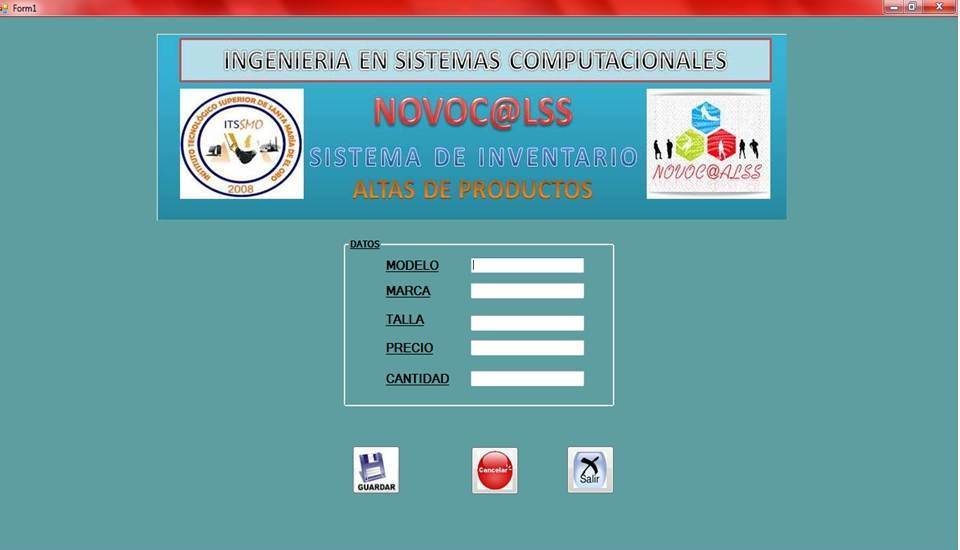 Form1
INGENIERIA EN SISTEMAS COMPUTACIONALES
INSTITUTO TECNOLÓGICO SUPERIOR DE SANTA MARÍA DE EL ORO
ITSSMO
2008
NOVOC@LSS
SISTEMA DE INVENTARIO
ALTAS DE PRODUCTOS
NOVOC@ALSS
DATOS
MODELO
MARCA
TALLA
PRECIO
CANTIDAD
GUARDAR
Cancelar
Salir